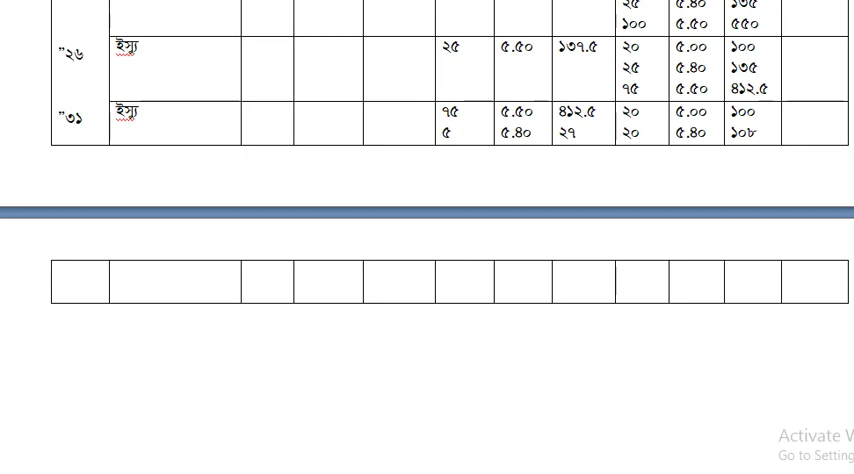 ২৫ ৫.৪০ ১৩৫
১০০ ৫.৫০ ৫৫০
”২৬ ইস্যু ২৫ ৫.৫০ ১৩৭.৫ ২০ ৫.০০ ১০০
২৫ ৫.৪০ ১৩৫
৭৫ ৫.৫০ ৪১২.৫
”৩১ ইস্যু ৭৫ ৫.৫০ ৪১২.৫ ২০ ৫.০০ ১০০
৫ ৫.৪০ ২৭ ২০ ৫.৪০ ১০৮
Activate
Go to Setting